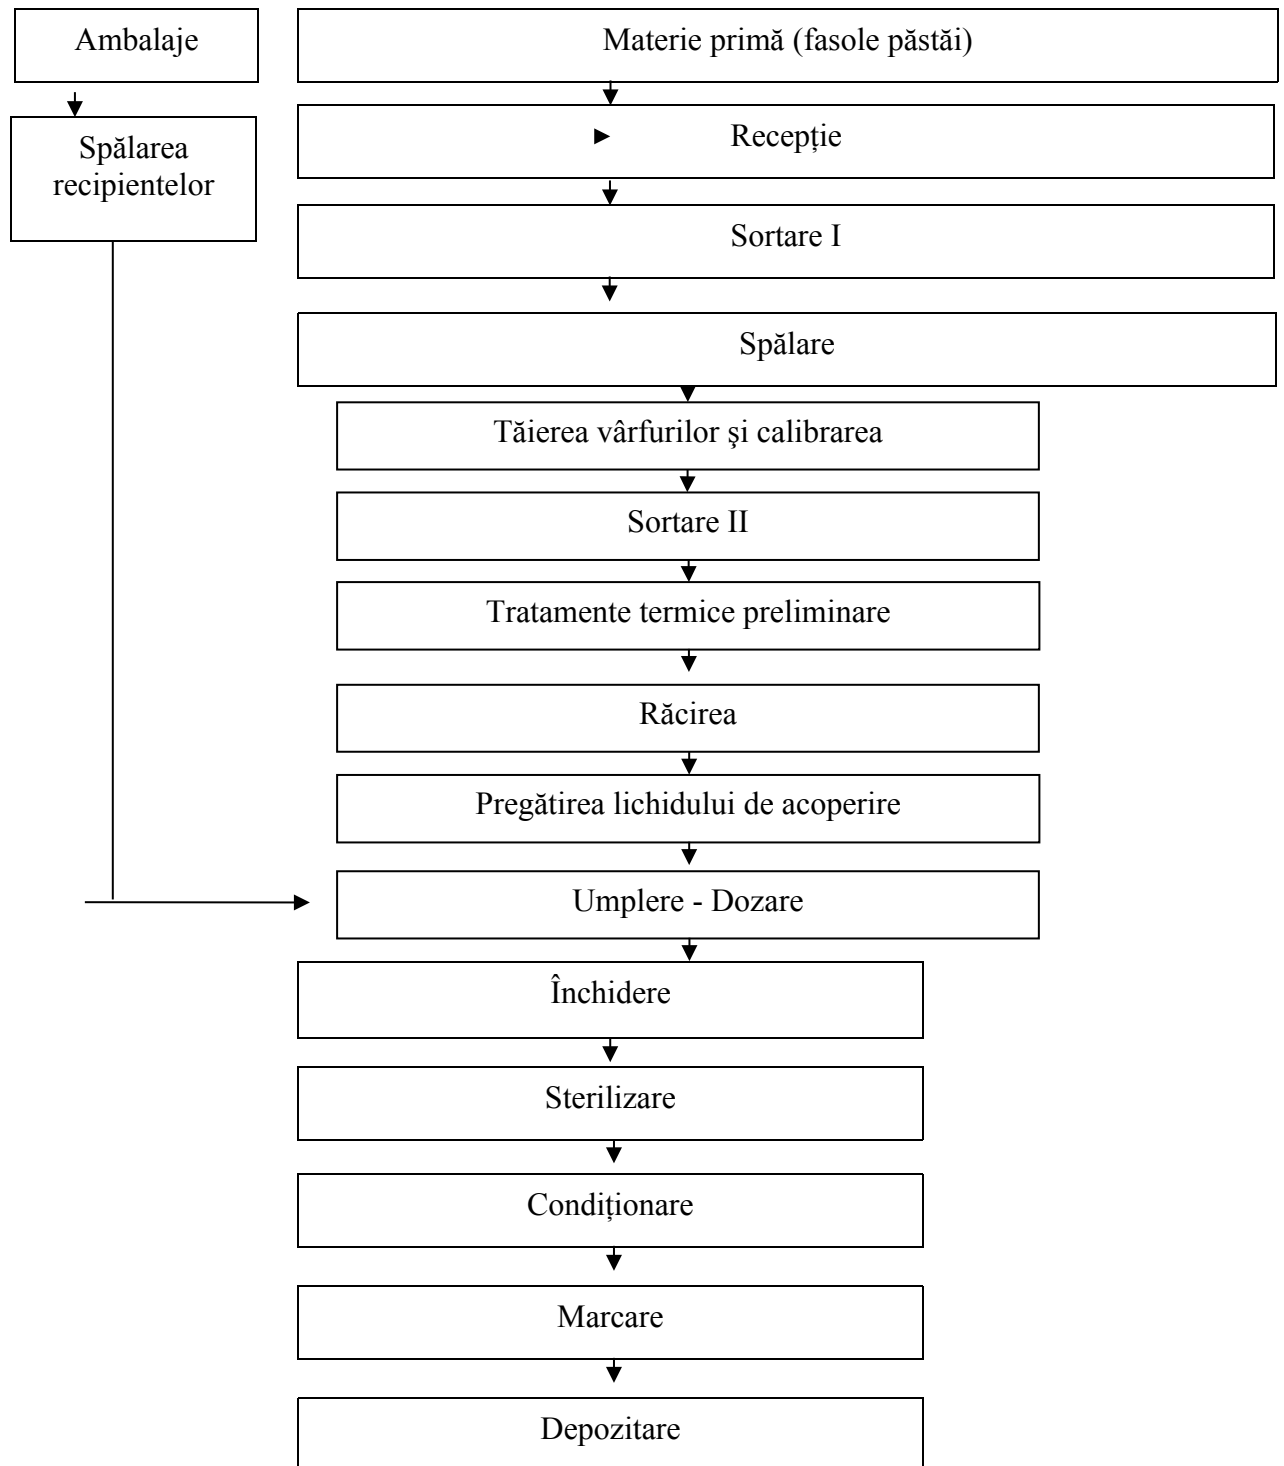 Ambalaje
Materie primă (fasole păstăi)
Spălarea
recipientelor
Recepție
Sortare I
Spălare
Tăierea vârfurilor şi calibrarea
Sortare II
Tratamente termice preliminare
Răcirea
Pregătirea lichidului de acoperire
Umplere - Dozare
Închidere
Sterilizare
Condiționare
Marcare
Depozitare